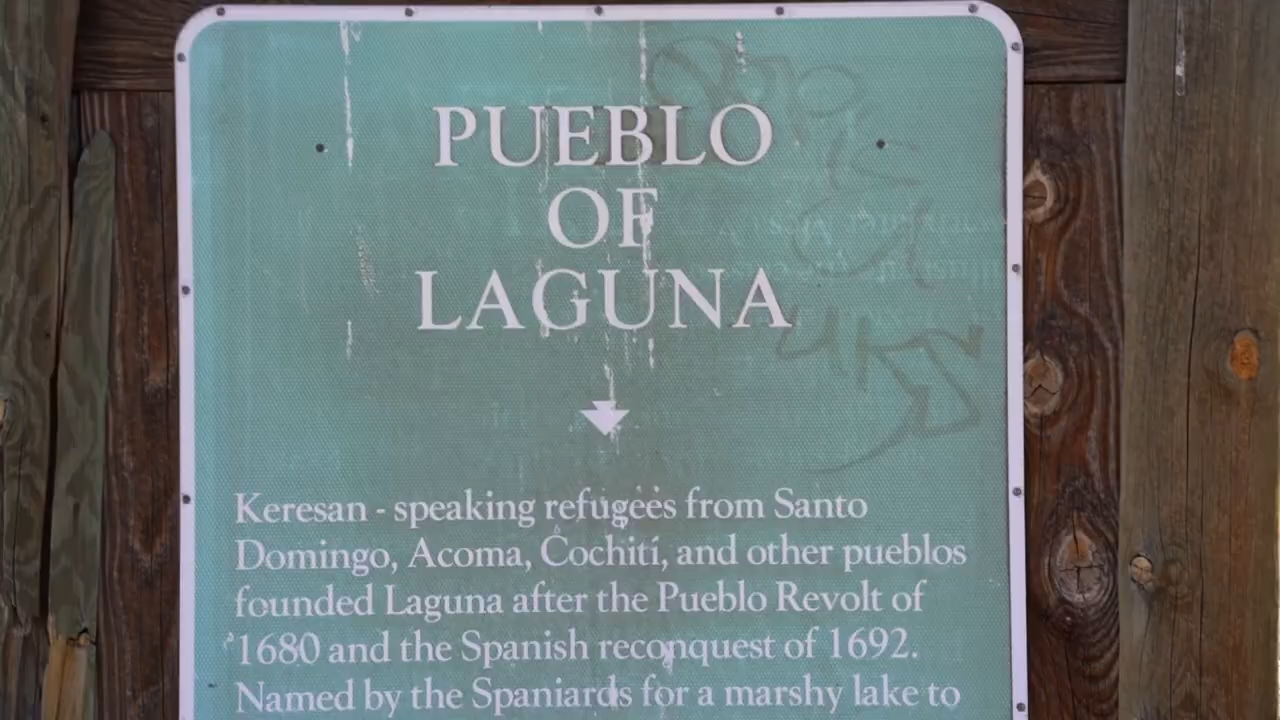 PUEBLO
OF
LAGUNA
Keresan - speaking refugees from Santo
Domingo, Acoma, Cochití, and other pueblos
founded Laguna after the Pueblo Revolt of
1680 and the Spanish reconquest of 1692.
Named by the Spaniards for a marshy lake to